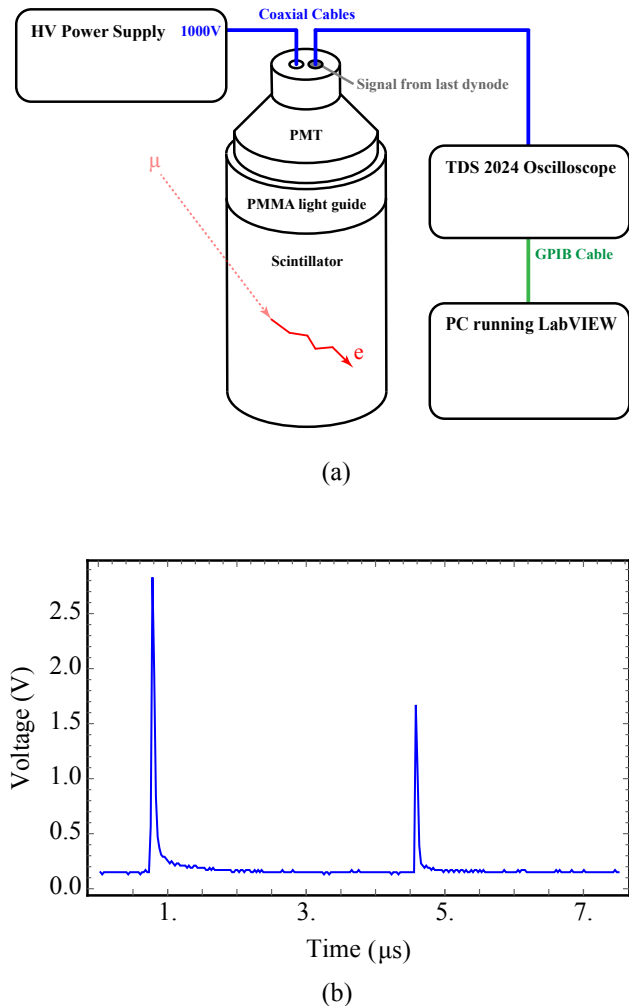 Coaxial Cables
HV Power Supply
1000V
Signal from last dynode
PMT
μ
TDS 2024 Oscilloscope
PMMA light guide
Scintillator
GPIB Cable
PC running LabVIEW
e
(a)
Voltage (V)
2.5
2.0
1.5
1.0
0.5
0.0
1.
3.
5.
7.
Time (μs)
(b)